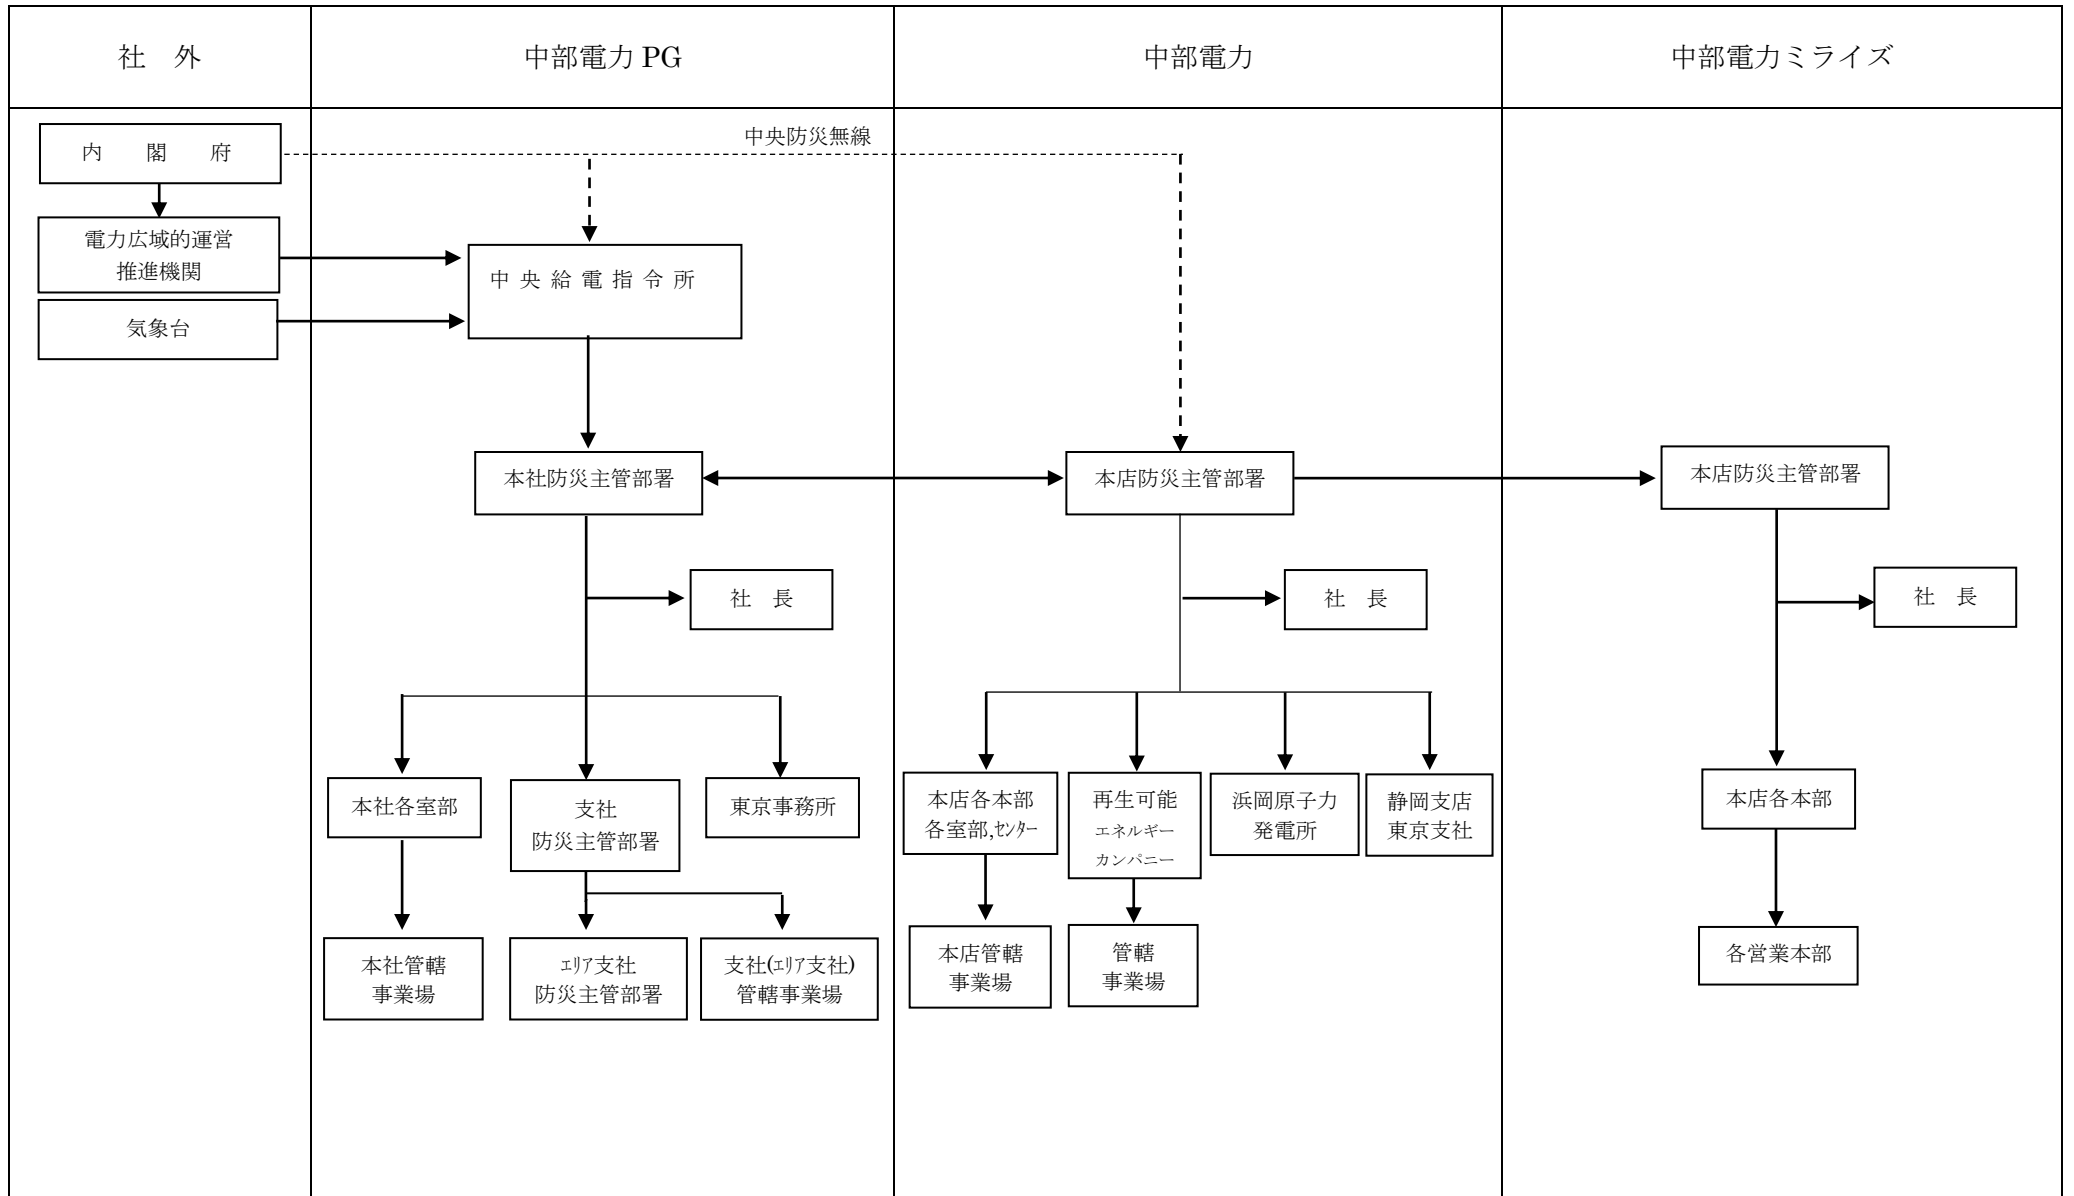 社　外
中部電力 PG
中部電力
中部電力ミライズ
中央防災無線
内　閣　府
電力広域的運営
推進機関
気象台
中央給電指令所
本社防災主管部署
本店防災主管部署
本店防災主管部署
社　長
社　長
社　長
本社各室部
支社
防災主管部署
東京事務所
本店各本部
各室部,ｾﾝﾀｰ
再生可能
エネルギー
カンパニー
浜岡原子力
発電所
静岡支店
東京支社
本店各本部
本社管轄
事業場
ｴﾘｱ支社
防災主管部署
支社(ｴﾘｱ支社)
管轄事業場
本店管轄
事業場
管轄
事業場
各営業本部